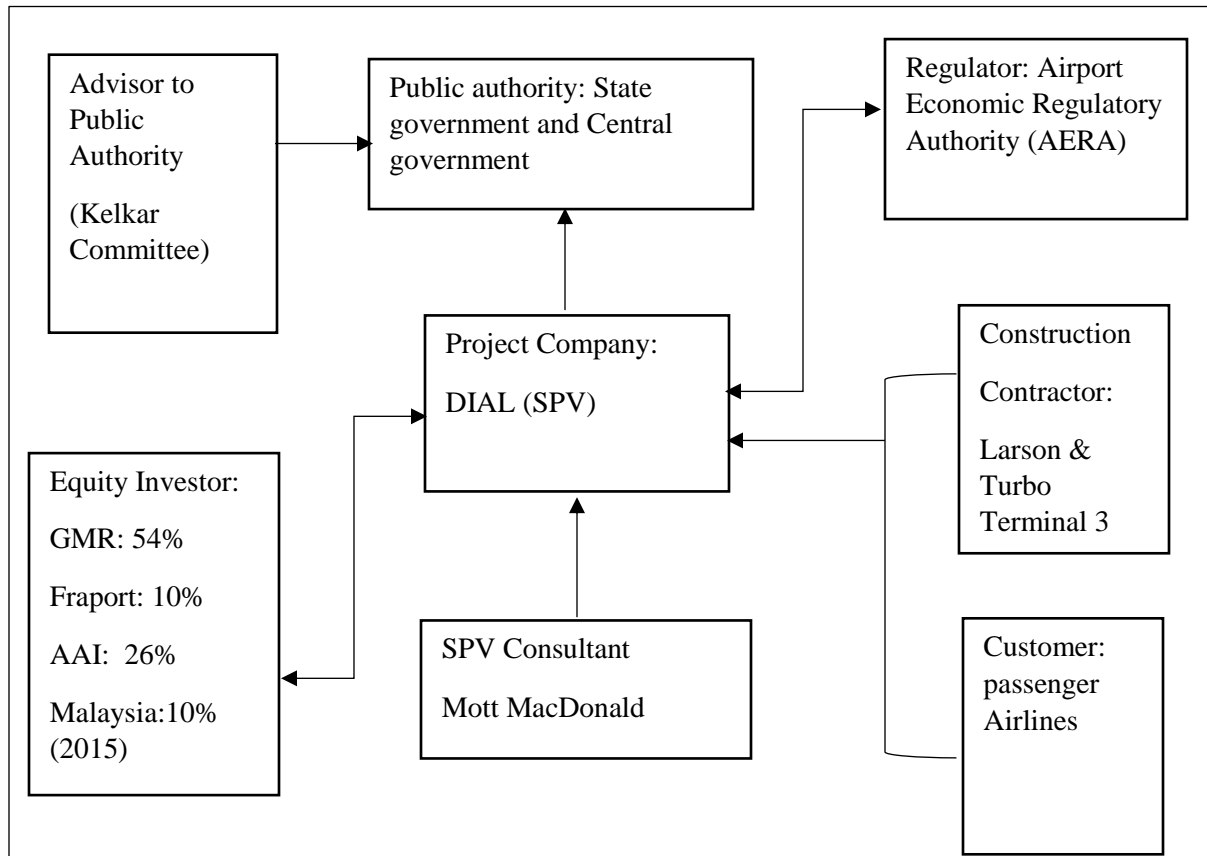 Advisor to
Public
Authority
(Kelkar
Committee)
Public authority: State
government and Central
government
Regulator: Airport
Economic Regulatory
Authority (AERA)
Project Company:
DIAL (SPV)
Construction
Contractor:
Larson &
Turbo
Terminal 3
Equity Investor:
GMR: 54%
Fraport: 10%
AAI: 26%
Malaysia:10%
(2015)
SPV Consultant
Mott MacDonald
Customer:
passenger
Airlines